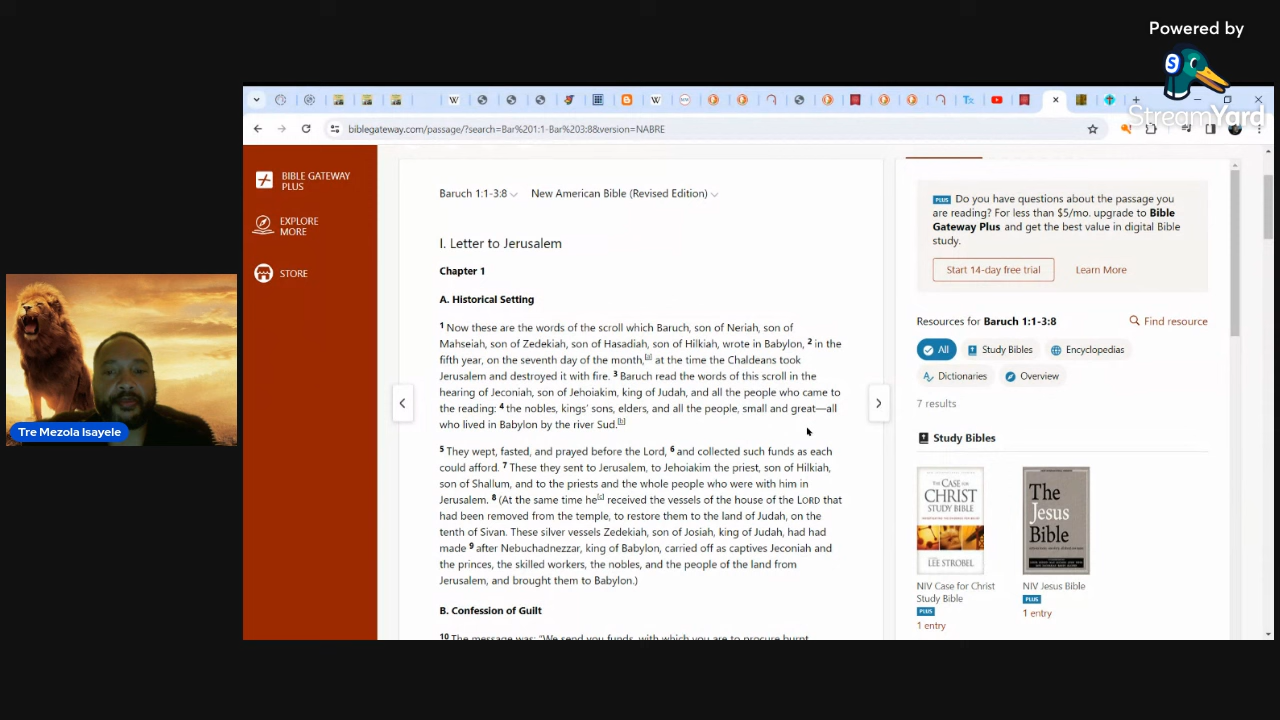 Powered by
S
StreamYard
W
W
biblegateway.com/passage/?search=Bar%201:1-Bar%203:8&version=NABRE
BIBLE GATEWAY
PLUS
EXPLORE
MORE
STORE
Baruch 1:1-3:8
New American Bible (Revised Edition)
I. Letter to Jerusalem
Chapter 1
A. Historical Setting
1 Now these are the words of the scroll which Baruch, son of Neriah, son of
Mahseiah, son of Zedekiah, son of Hasadiah, son of Hilkiah, wrote in Babylon, 2 in the
fifth year, on the seventh day of the month,[a] at the time the Chaldeans took
Jerusalem and destroyed it with fire. 3 Baruch read the words of this scroll in the
hearing of Jeconiah, son of Jehoiakim, king of Judah, and all the people who came to
the reading: 4 the nobles, kings' sons, elders, and all the people, small and great—all
who lived in Babylon by the river Sud.[b]
5 They wept, fasted, and prayed before the Lord, 6 and collected such funds as each
could afford. 7 These they sent to Jerusalem, to Jehoiakim the priest, son of Hilkiah,
son of Shallum, and to the priests and the whole people who were with him in
Jerusalem. 8 (At the same time he[c] received the vessels of the house of the LORD that
had been removed from the temple, to restore them to the land of Judah, on the
tenth of Sivan. These silver vessels Zedekiah, son of Josiah, king of Judah, had had
made 9 after Nebuchadnezzar, king of Babylon, carried off as captives Jeconiah and
the princes, the skilled workers, the nobles, and the people of the land from
Jerusalem, and brought them to Babylon.)
B. Confession of Guilt
10 The message was: "We send you funds, with which you are to procure burnt
PLUS Do you have questions about the passage you
are reading? For less than $5/mo. upgrade to Bible
Gateway Plus and get the best value in digital Bible
study.
Start 14-day free trial
Learn More
Resources for Baruch 1:1-3:8
Find resource
All
Study Bibles
Encyclopedias
Dictionaries
Overview
7 results
Study Bibles
THE CASE FOR
CHRIST
STUDY BIBLE
LEE STROBEL
The
Jesus
Bible
NIV Case for Christ
Study Bible
PLUS
1 entry
NIV Jesus Bible
PLUS
1 entry
Tre Mezola Isayele